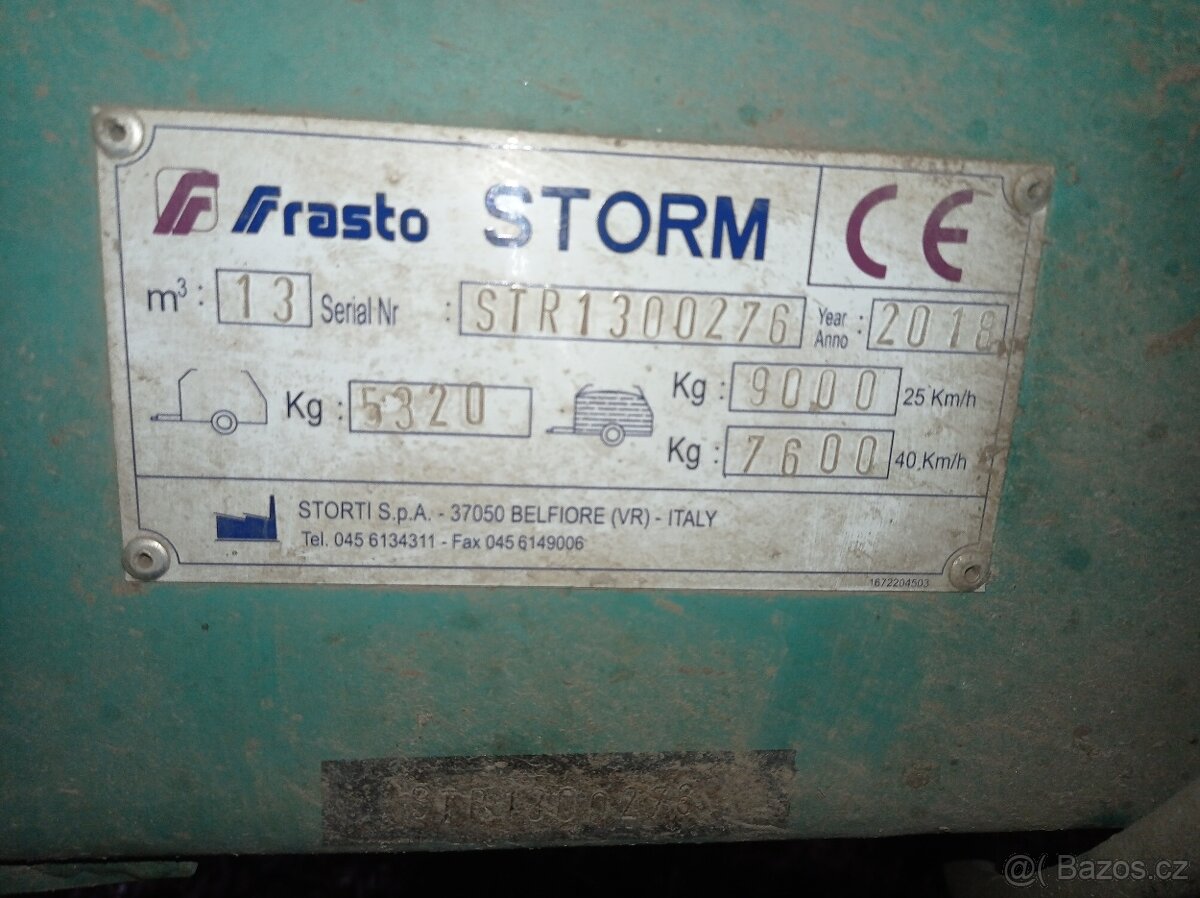 frasto STORM CE
m³ : 13 Serial Nr : STR1300276 Year Anno : 2018
Kg : 5320 Kg : 9000 25 Km/h
Kg : 7600 40 Km/h
STORTI S.p.A. - 37050 BELFIORE (VR) - ITALY
Tel. 045 6134311 - Fax 045 6149006
1672204503
STR1300276
@( Bazos.cz